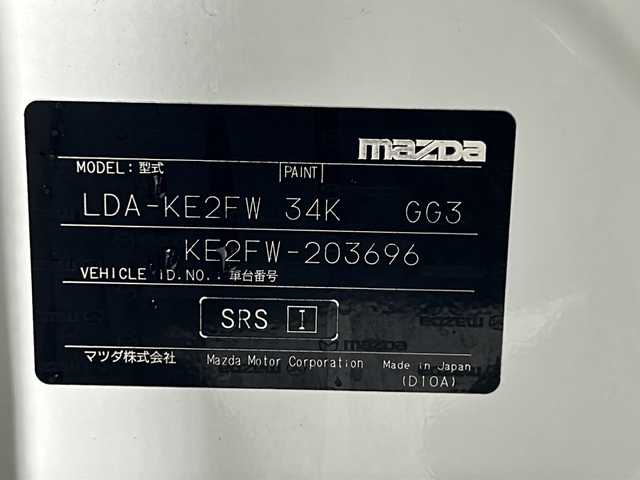 mazDa
MODEL: 型式 PAINT
LDA-KE2FW 34K GG3
KE2FW-203696
VEHICLE ID.NO.: 車台番号
SRS I
マツダ株式会社 Mazda Motor Corporation Made in Japan
(D10A)